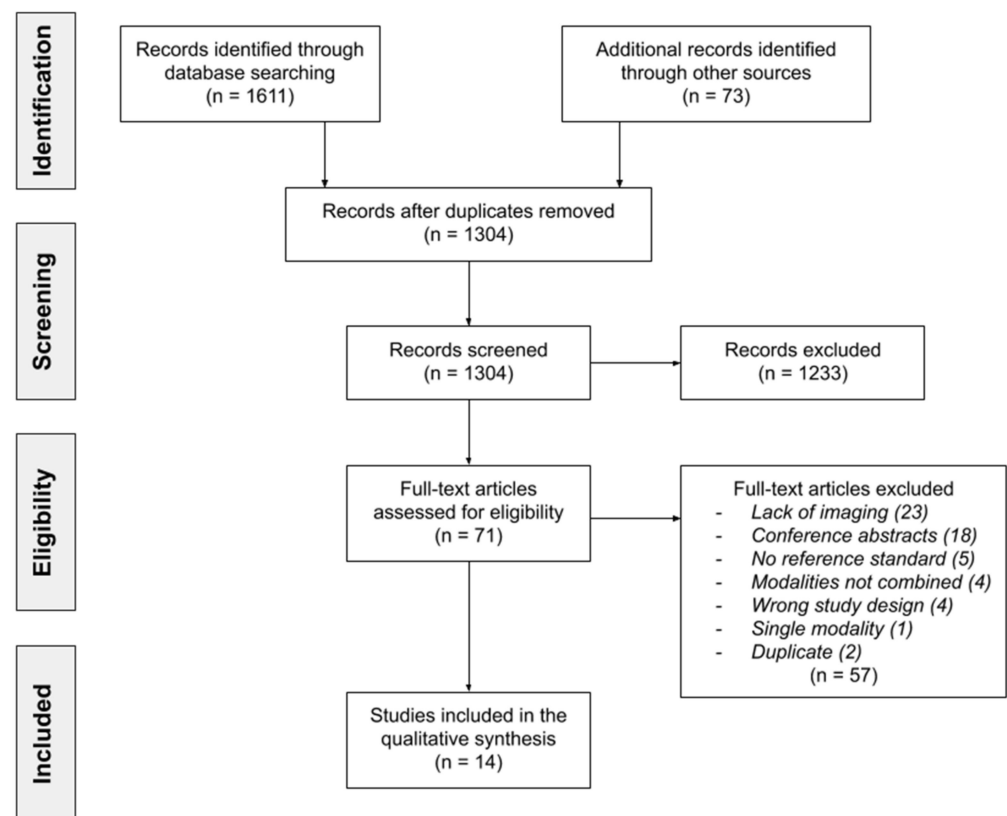 Identification
Records identified through
database searching
(n = 1611)
Additional records identified
through other sources
(n = 73)
Records after duplicates removed
(n = 1304)
Screening
Records screened
(n = 1304)
Records excluded
(n = 1233)
Eligibility
Full-text articles
assessed for eligibility
(n = 71)
Full-text articles excluded
- Lack of imaging (23)
- Conference abstracts (18)
- No reference standard (5)
- Modalities not combined (4)
- Wrong study design (4)
- Single modality (1)
- Duplicate (2)
(n = 57)
Included
Studies included in the
qualitative synthesis
(n = 14)